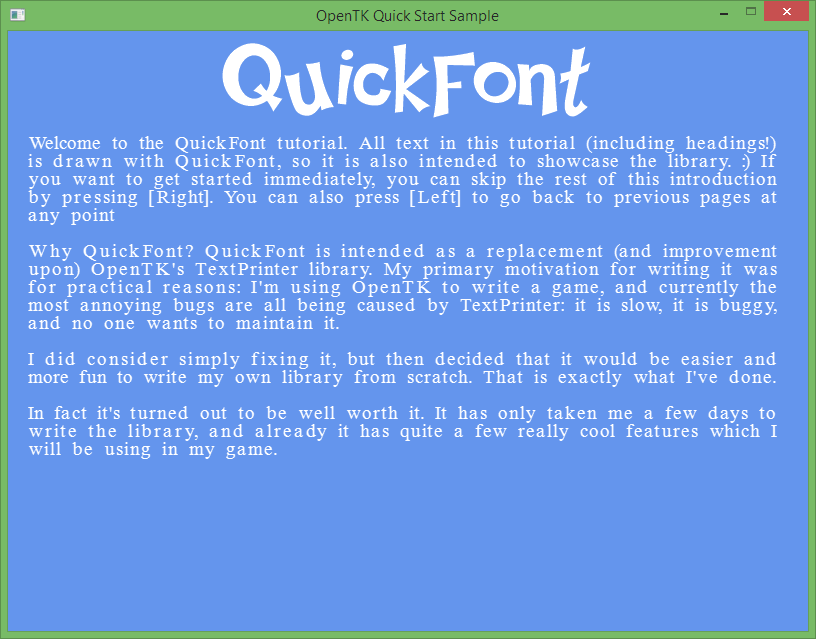 OpenTK Quick Start Sample
QuickFont
Welcome to the QuickFont tutorial. All text in this tutorial (including headings!)
is drawn with QuickFont, so it is also intended to showcase the library. :) If
you want to get started immediately, you can skip the rest of this introduction
by pressing [Right]. You can also press [Left] to go back to previous pages at
any point
Why QuickFont? QuickFont is intended as a replacement (and improvement
upon) OpenTK's TextPrinter library. My primary motivation for writing it was
for practical reasons: I'm using OpenTK to write a game, and currently the
most annoying bugs are all being caused by TextPrinter: it is slow, it is buggy,
and no one wants to maintain it.
I did consider simply fixing it, but then decided that it would be easier and
more fun to write my own library from scratch. That is exactly what I've done.
In fact it's turned out to be well worth it. It has only taken me a few days to
write the library, and already it has quite a few really cool features which I
will be using in my game.